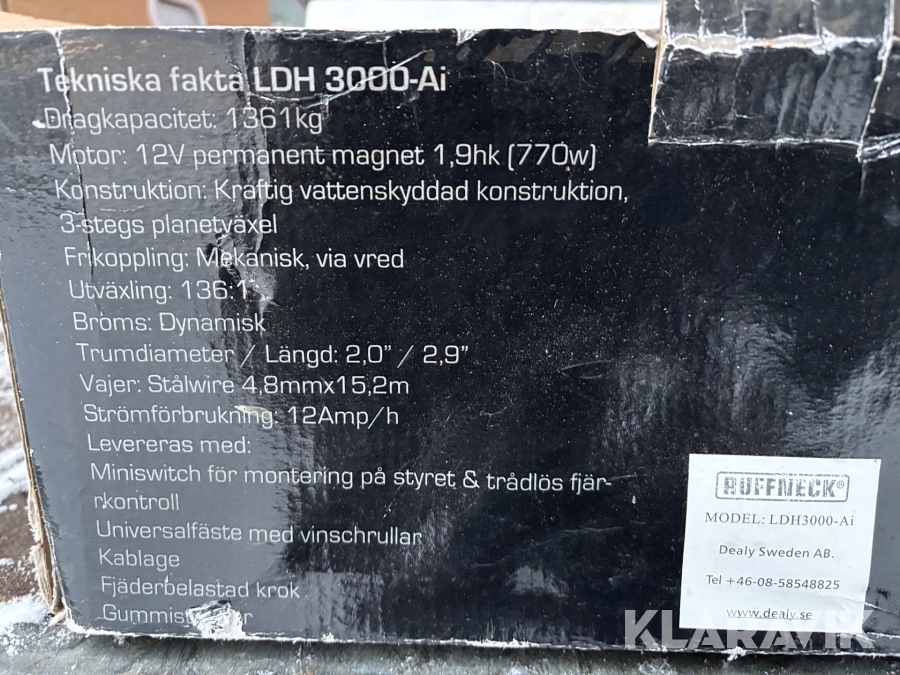 Tekniska fakta LDH 3000-Ai
Dragkapacitet: 1361kg
Motor: 12V permanent magnet 1,9hk (770w)
Konstruktion: Kraftig vattenskyddad konstruktion,
3-stegs planetväxel
Frikoppling: Mekanisk, via vred
Utväxling: 136:1
Broms: Dynamisk
Trumdiameter / Längd: 2,0” / 2,9”
Vajer: Stålwire 4,8mmx15,2m
Strömförbrukning: 12Amp/h
Levereras med:
Miniswitch för montering på styret & trådlös fjär-
rkontroll
Universalfäste med vinschrullar
Kablage
Fjäderbelastad krok
RUFFNECK®
MODEL: LDH3000-Ai
Dealy Sweden AB.
Tel +46-08-58548825
www.dealy.se
KLARAVIK